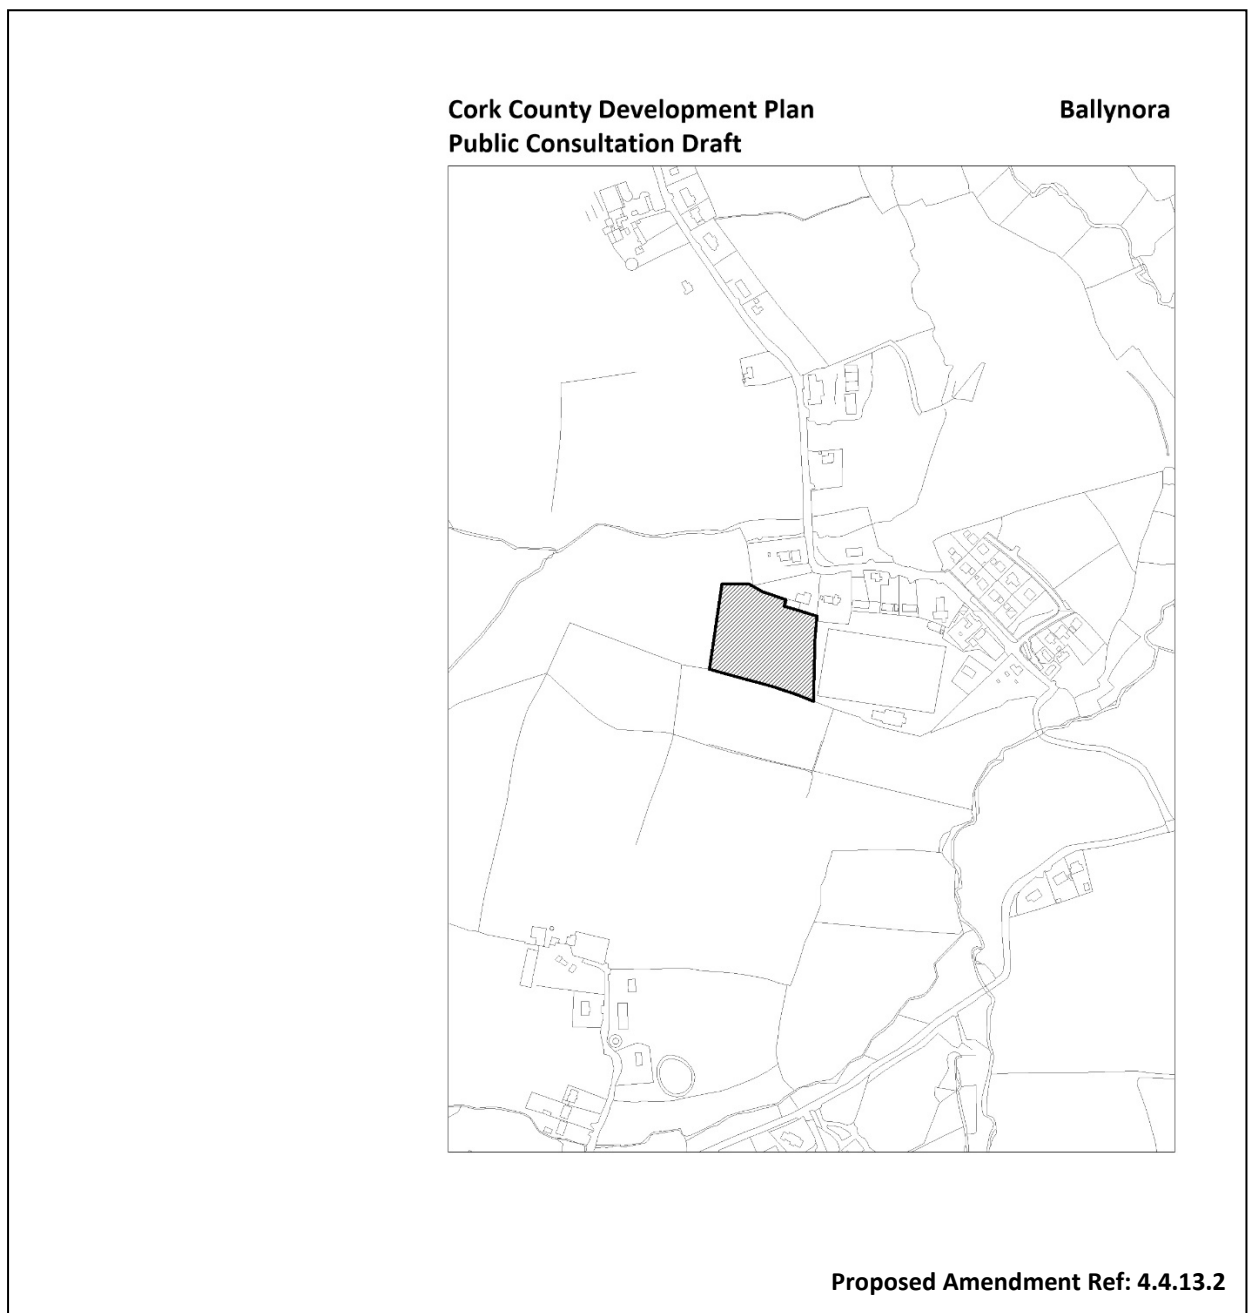 Cork County Development Plan Ballynora
Public Consultation Draft
Proposed Amendment Ref: 4.4.13.2